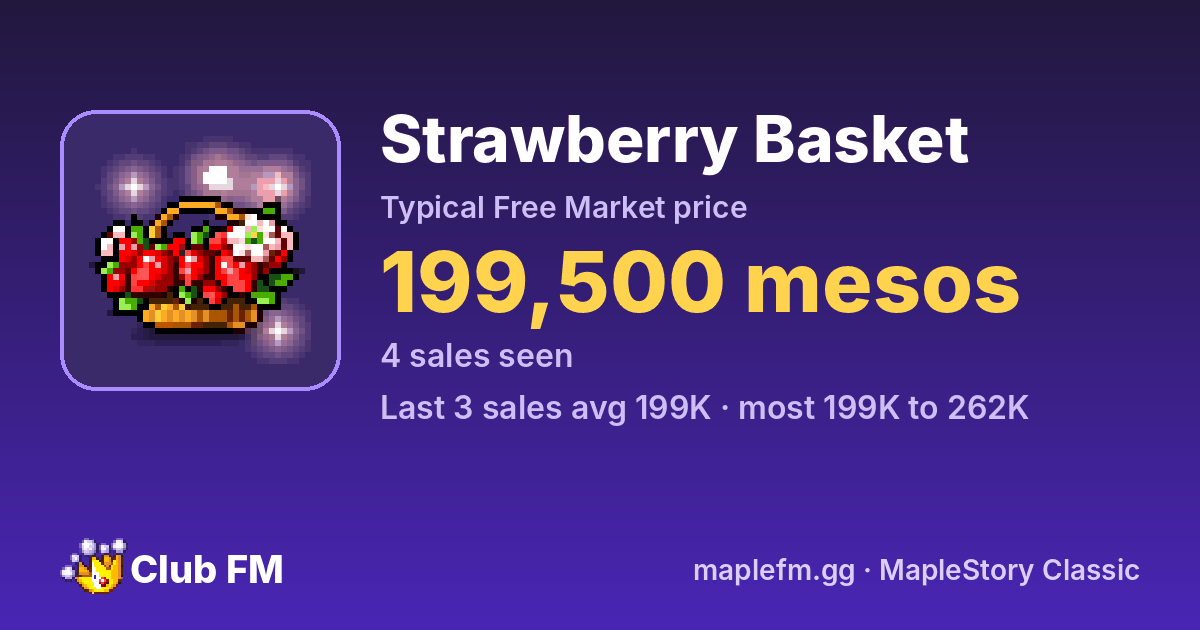 Strawberry Basket
Typical Free Market price
199,500 mesos
4 sales seen
Last 3 sales avg 199K · most 199K to 262K
Club FM
maplefm.gg · MapleStory Classic